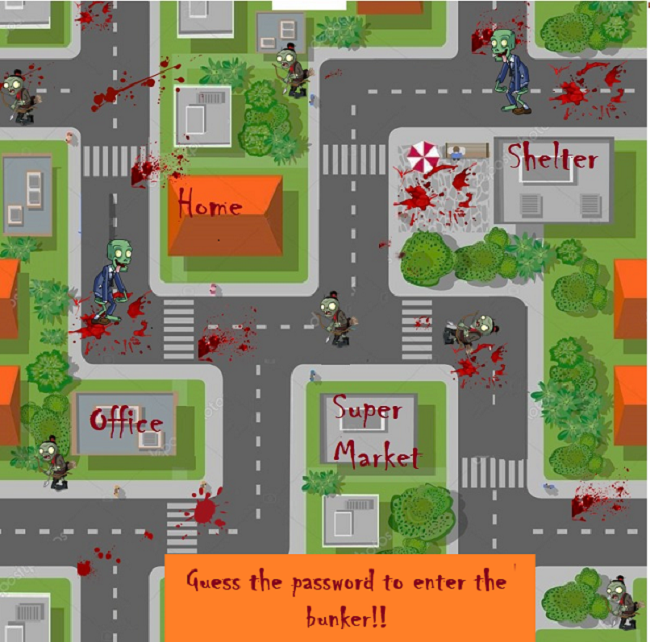 Shelter
Home
Office
Super
Market
Guess the password to enter the
bunker!!